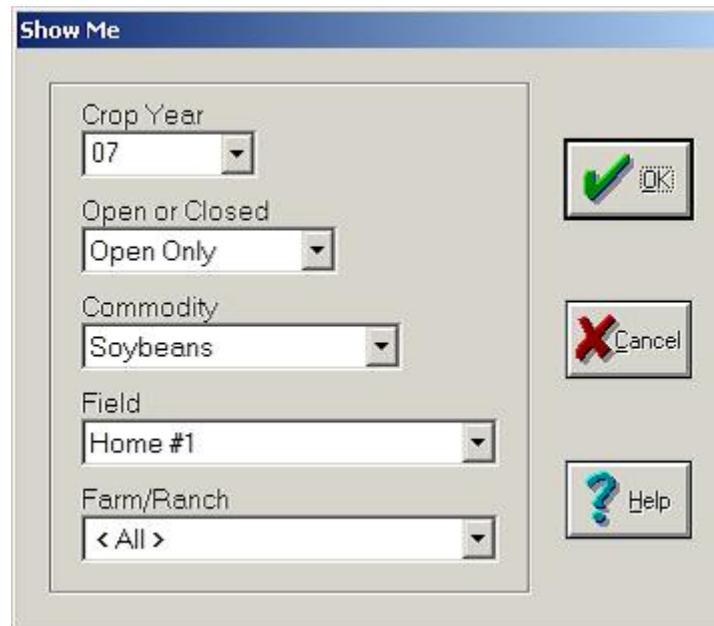 Show Me
Crop Year
07
Open or Closed
Open Only
Commodity
Soybeans
Field
Home #1
Farm/Ranch
< All >
OK
Cancel
Help